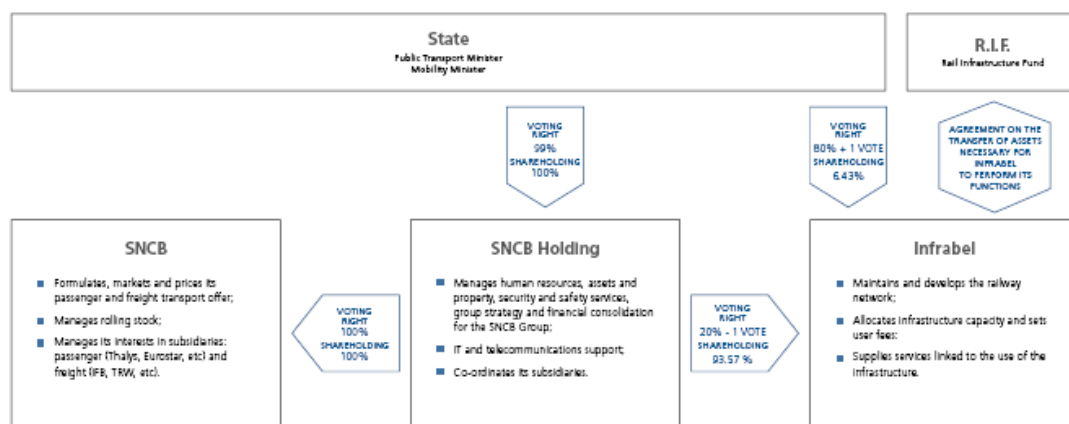 State
Public Transport Minister
Mobility Minister
R.I.F.
Rail Infrastructure Fund
VOTING
RIGHT
99%
SHAREHOLDING
100%
VOTING
RIGHT
80% + 1 VOTE
SHAREHOLDING
6.43%
AGREEMENT ON THE
TRANSFER OF ASSETS
NECESSARY FOR
INFRABEL
TO PERFORM ITS
FUNCTIONS
SNCB
Formulates, markets and prices its
passenger and freight transport offer;
Manages rolling stock;
Manages its interests in subsidiaries:
passenger (Thalys, Eurostar, etc) and
freight (IFB, TRW, etc).
VOTING
RIGHT
100%
SHAREHOLDING
100%
SNCB Holding
Manages human resources, assets and
property, security and safety services,
group strategy and financial consolidation
for the SNCB Group;
IT and telecommunications support;
Co-ordinates its subsidiaries.
VOTING
RIGHT
20% - 1 VOTE
SHAREHOLDING
93.57 %
Infrabel
Maintains and develops the railway
network;
Allocates infrastructure capacity and sets
user fees;
Supplies services linked to the use of the
infrastructure.